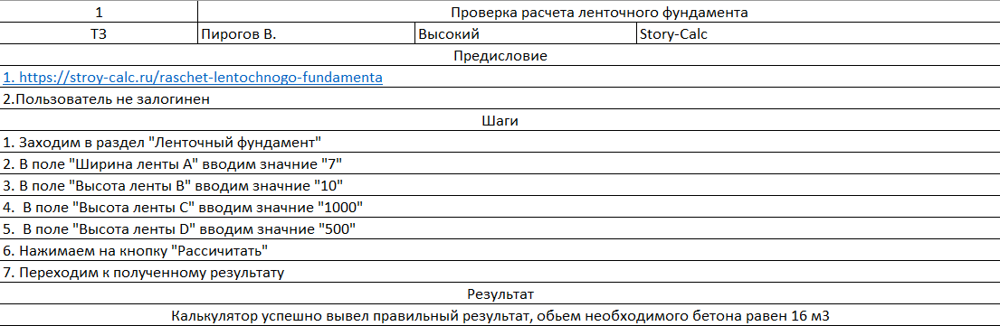 1 Проверка расчета ленточного фундамента
ТЗ Пирогов В. Высокий Story-Calc
Предисловие
1. https://stroy-calc.ru/raschet-lentochnogo-fundamenta
2.Пользователь не залогинен
Шаги
1. Заходим в раздел "Ленточный фундамент"
2. В поле "Ширина ленты A" вводим значние "7"
3. В поле "Высота ленты B" вводим значние "10"
4. В поле "Высота ленты C" вводим значние "1000"
5. В поле "Высота ленты D" вводим значние "500"
6. Нажимаем на кнопку "Рассичитать"
7. Переходим к полученному результату
Результат
Калькулятор успешно вывел правильный результат, обьем необходимого бетона равен 16 м3